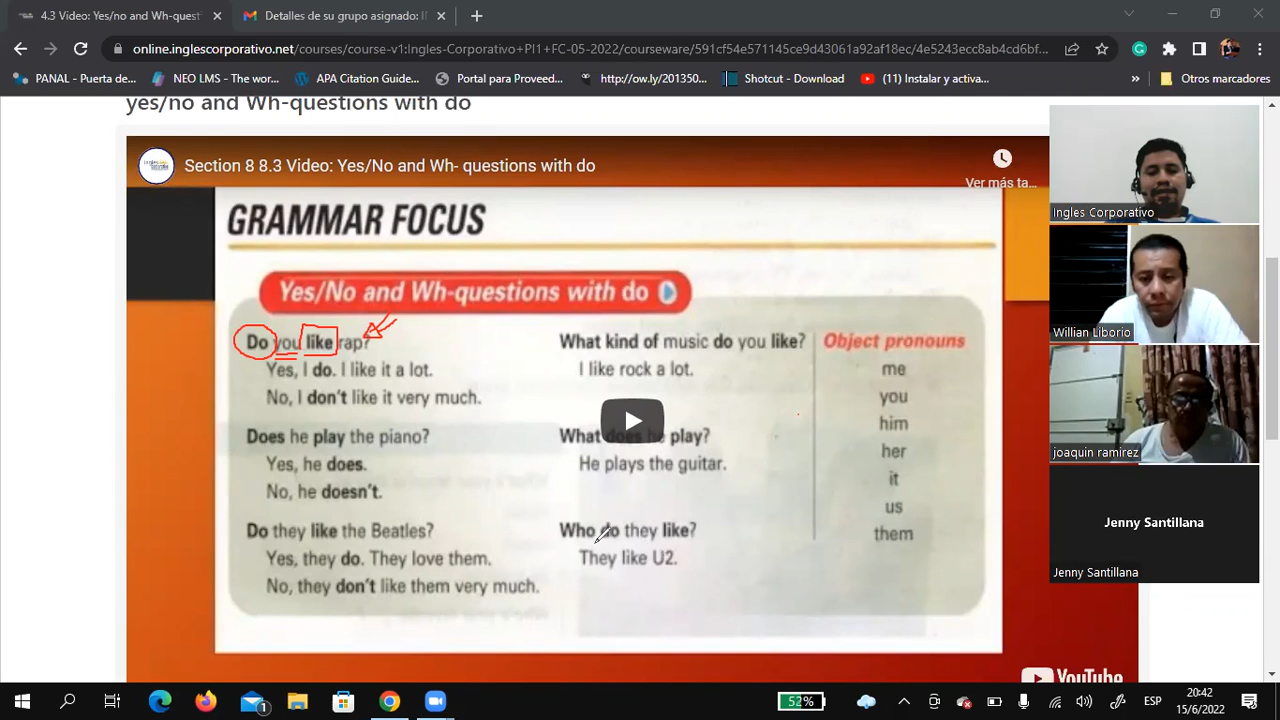 4.3 Video: Yes/no and Wh-quest
Detalles de su grupo asignado: I
online.inglescorporativo.net/courses/course-v1:Ingles-Corporativo+PI1+FC-05-2022/courseware/591cf54e571145ce9d43061a92af18ec/4e5243ecc8ab4cd6bf...
PANAL - Puerta de...
NEO LMS - The wor...
APA Citation Guide...
Portal para Proveed...
http://ow.ly/201350...
Shotcut - Download
(11) Instalar y activa...
»
Otros marcadores
yes/no and Wh-questions with do
Section 8 8.3 Video: Yes/No and Wh- questions with do
Ver más ta...
GRAMMAR FOCUS
Yes/No and Wh-questions with do
Do you like rap?
Yes, I do. I like it a lot.
No, I don't like it very much.
Does he play the piano?
Yes, he does.
No, he doesn't.
Do they like the Beatles?
Yes, they do. They love them.
No, they don't like them very much.
What kind of music do you like?
I like rock a lot.
What does he play?
He plays the guitar.
Who do they like?
They like U2.
Object pronouns
me
you
him
her
it
us
them
YouTube
Ingles Corporativo
Willian Liborio
joaquin ramirez
Jenny Santillana
Jenny Santillana
1
52%
ESP
20:42
15/6/2022